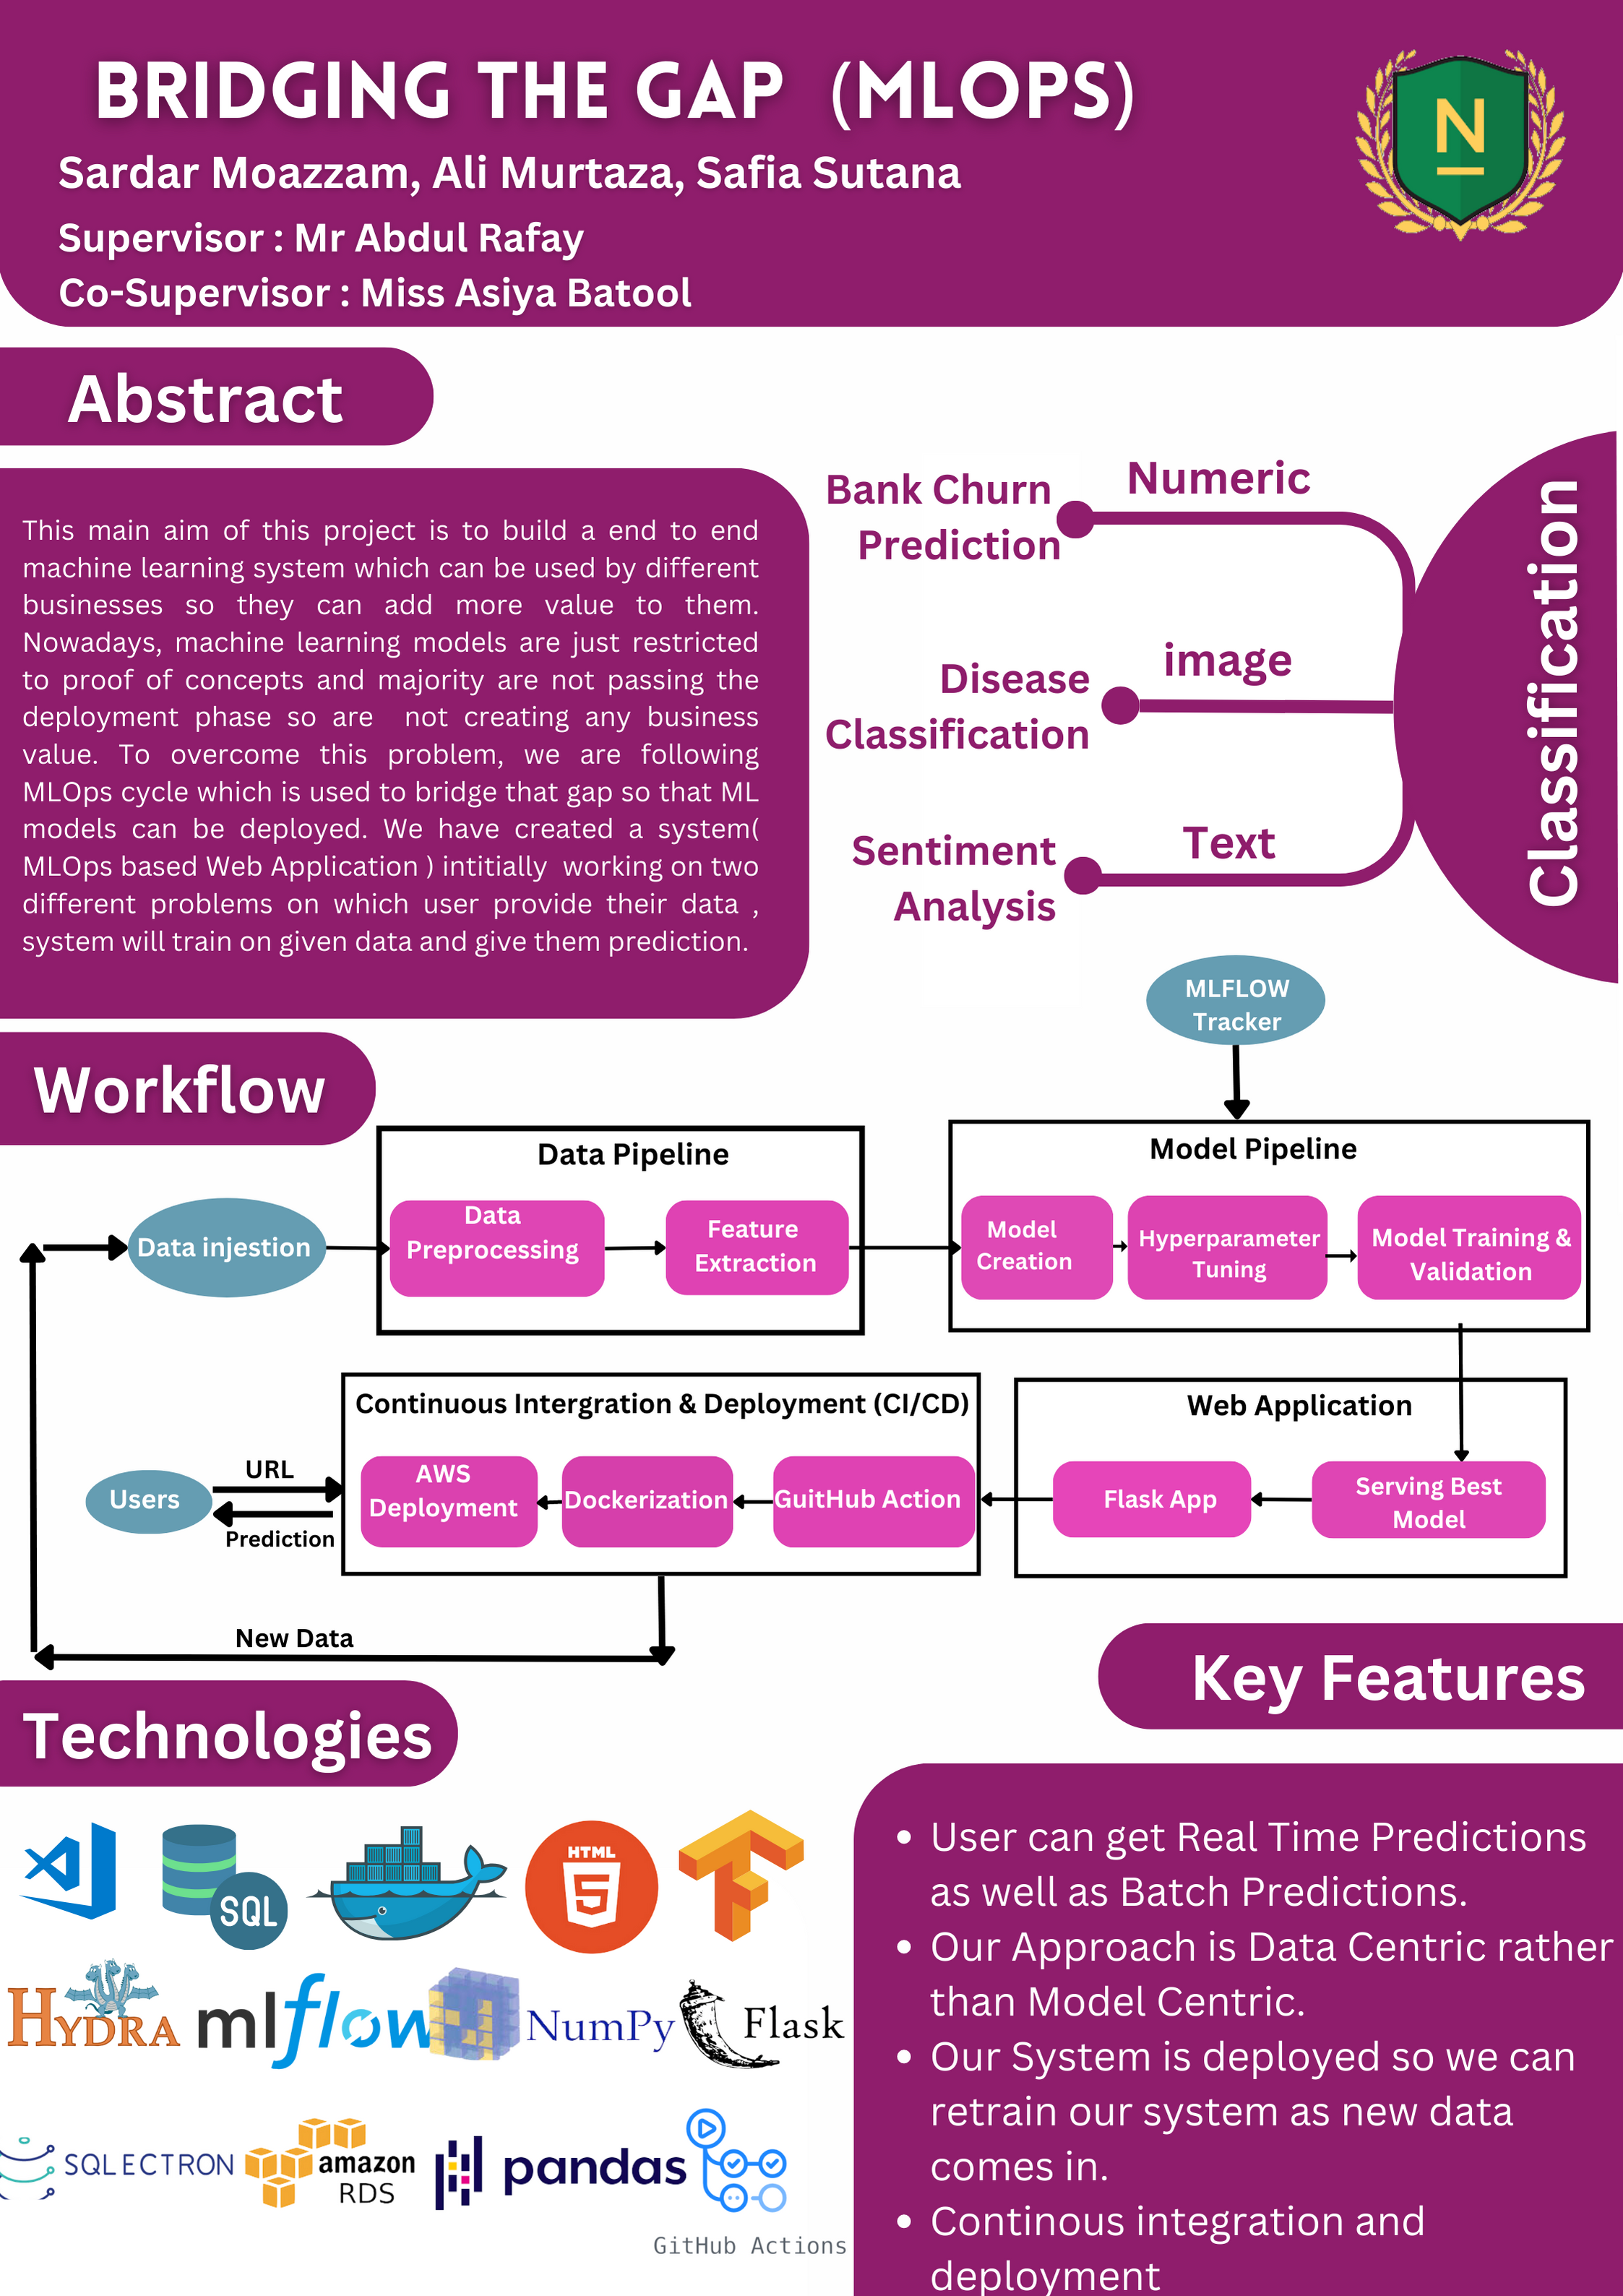 BRIDGING THE GAP (MLOPS)
Sardar Moazzam, Ali Murtaza, Safia Sutana
Supervisor : Mr Abdul Rafay
Co-Supervisor : Miss Asiya Batool
N
Abstract
This main aim of this project is to build a end to end
machine learning system which can be used by different
businesses so they can add more value to them.
Nowadays, machine learning models are just restricted
to proof of concepts and majority are not passing the
deployment phase so are not creating any business
value. To overcome this problem, we are following
MLOps cycle which is used to bridge that gap so that ML
models can be deployed. We have created a system(
MLOps based Web Application ) intitially working on two
different problems on which user provide their data ,
system will train on given data and give them prediction.
Bank Churn
Prediction
Numeric
Disease
Classification
image
Sentiment
Analysis
Text
Classification
MLFLOW
Tracker
Workflow
Data injestion
Data Pipeline
Data
Preprocessing
Feature
Extraction
Model Pipeline
Model
Creation
Hyperparameter
Tuning
Model Training &
Validation
Continuous Intergration & Deployment (CI/CD)
AWS
Deployment
Dockerization
GuitHub Action
Web Application
Flask App
Serving Best
Model
Users
URL
Prediction
New Data
Technologies
SQL
HTML
5
HYDRA
mlflow
NumPy
Flask
SQLECTRON
amazon
RDS
pandas
GitHub Actions
Key Features
• User can get Real Time Predictions
as well as Batch Predictions.
• Our Approach is Data Centric rather
than Model Centric.
• Our System is deployed so we can
retrain our system as new data
comes in.
• Continous integration and
deployment